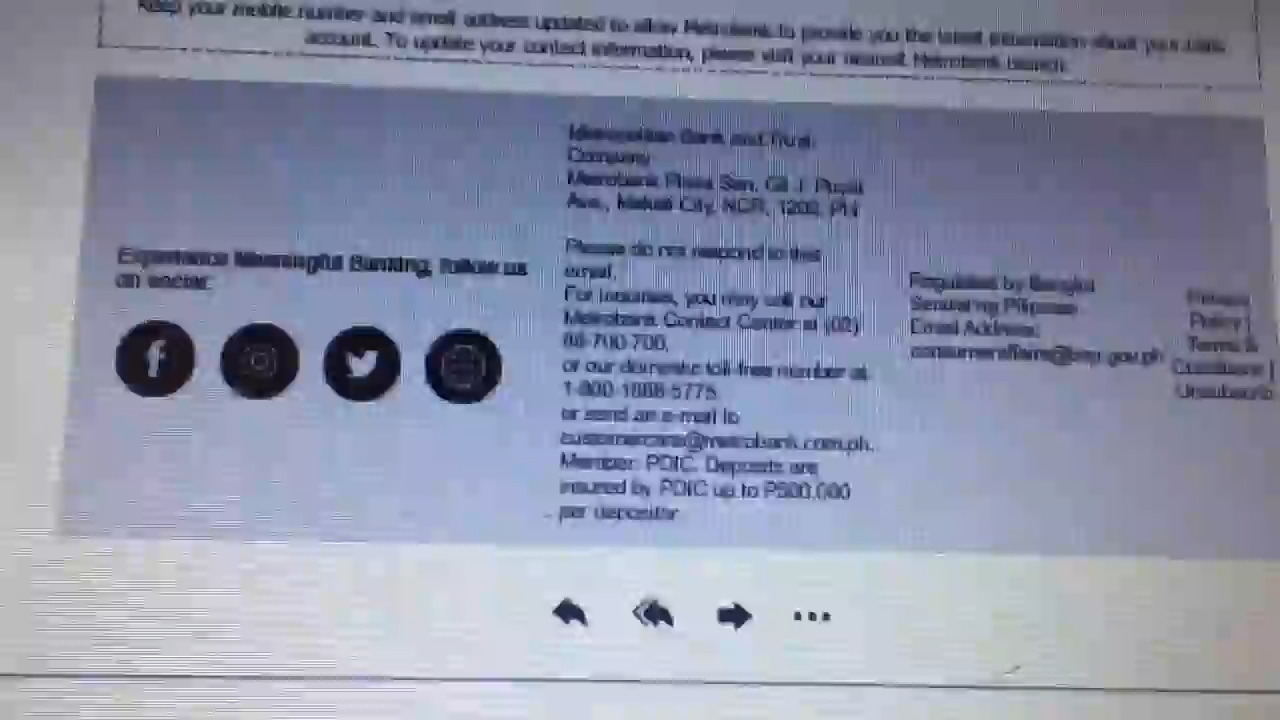 Keep your mobile number and email address updated to allow Metrobank to provide you the latest information about your
account. To update your contact information, please visit your nearest Metrobank branch.
Experience Meaningful Banking, follow us
on social:
Metropolitan Bank and Trust
Company
Metrobank Plaza Sen. Gil J. Puyat
Ave., Makati City, NCR, 1200, PH
Please do not respond to this
email.
For inquiries, you may call our
Metrobank Contact Center at (02)
88-700-700,
or our domestic toll-free number at
1-800-1888-5775
or send an e-mail to
customercare@metrobank.com.ph.
Member: PDIC. Deposits are
insured by PDIC up to P500,000
per depositor
Regulated by Bangko
Sentral ng Pilipinas
Email Address:
consumeraffairs@bsp.gov.ph
Privacy
Policy |
Terms &
Conditions |